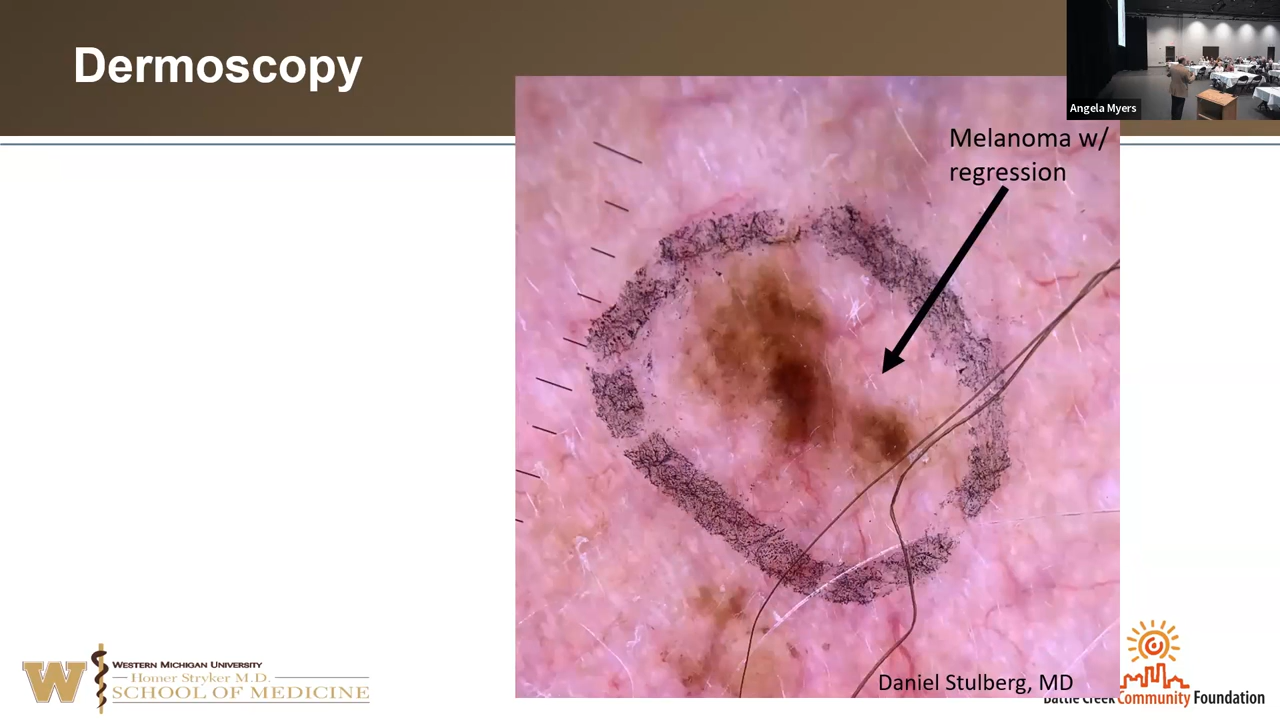 Dermoscopy
Angela Myers
Melanoma w/
regression
Daniel Stulberg, MD
W
WESTERN MICHIGAN UNIVERSITY
Homer Stryker M.D.
SCHOOL OF MEDICINE
Battle Creek Community Foundation